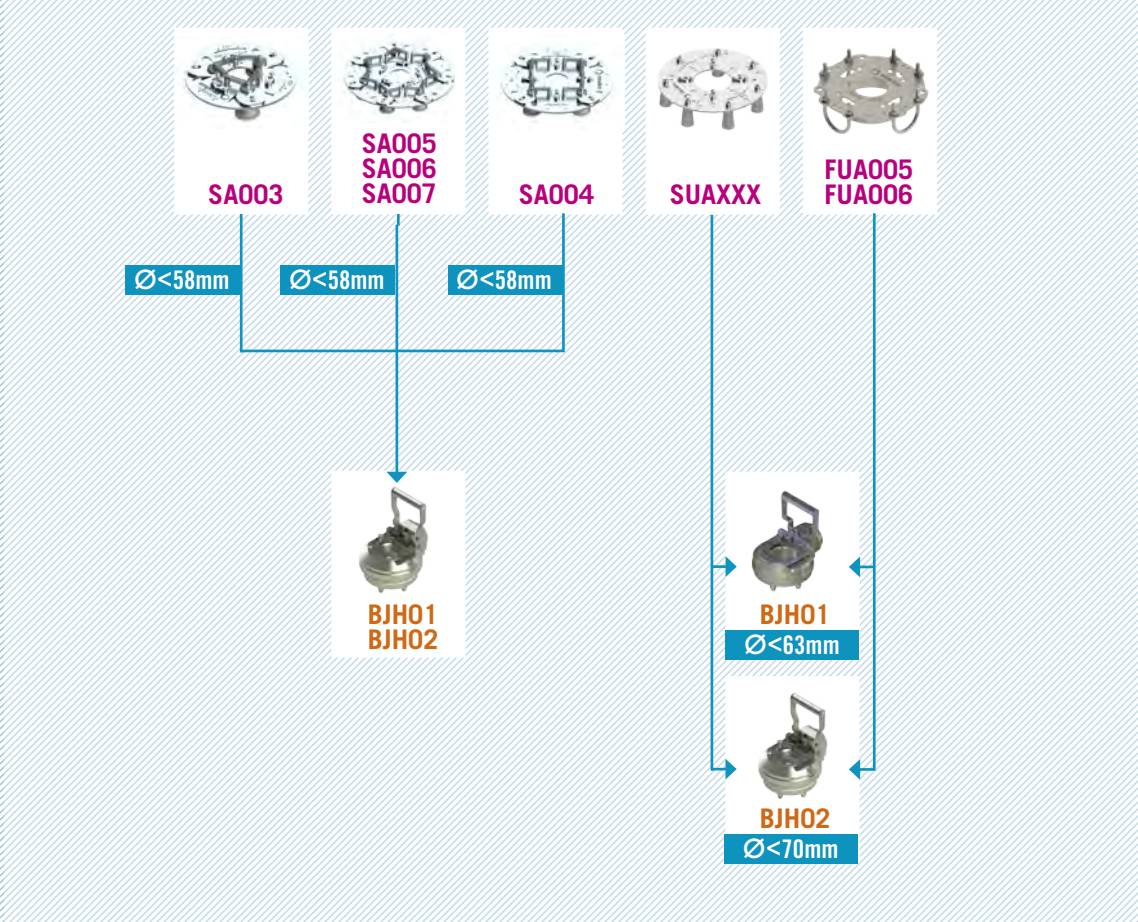 SA003
SA005
SA006
SA007
SA004
SUAXXX
FUA005
FUA006
Ø<58mm
Ø<58mm
Ø<58mm
BJH01
BJH02
BJH01
Ø<63mm
BJH02
Ø<70mm